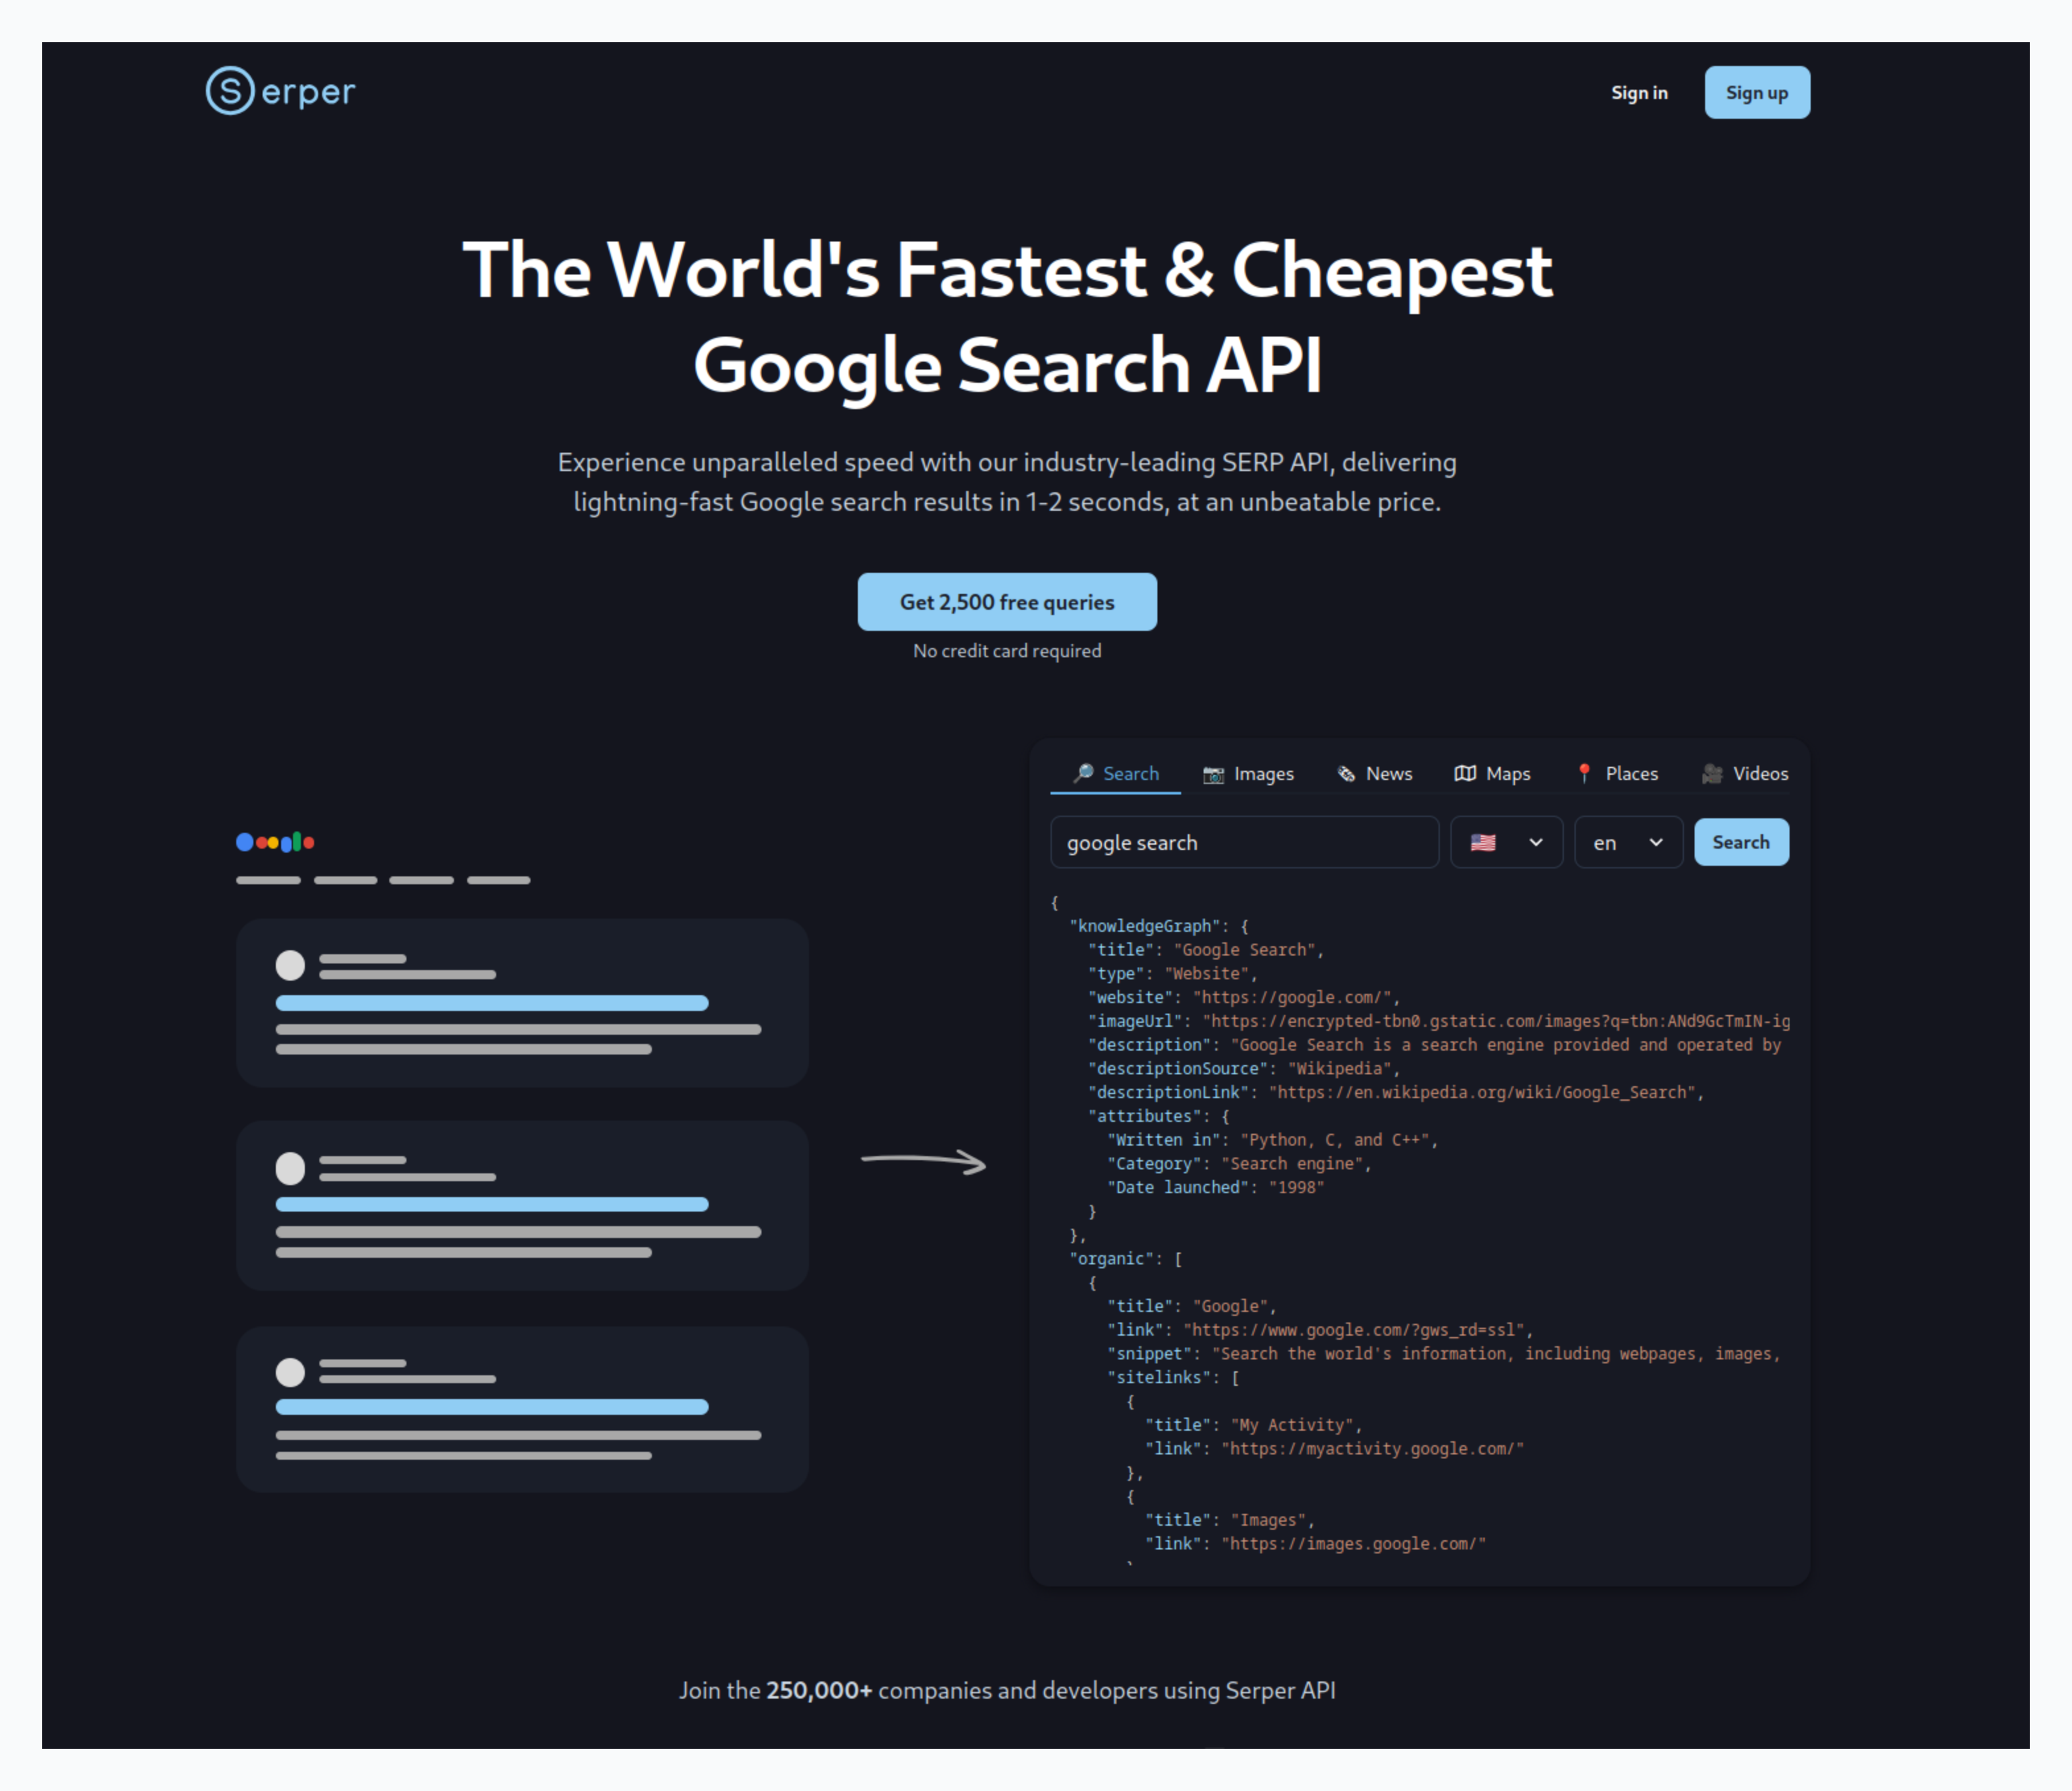 Serper
Sign in
Sign up
The World's Fastest & Cheapest
Google Search API
Experience unparalleled speed with our industry-leading SERP API, delivering
lightning-fast Google search results in 1-2 seconds, at an unbeatable price.
Get 2,500 free queries
No credit card required
Search Images News Maps Places Videos
google search en Search
{
"knowledgeGraph": {
"title": "Google Search",
"type": "Website",
"website": "https://google.com/",
"imageUrl": "https://encrypted-tbn0.gstatic.com/images?q=tbn:ANd9GcTmIN-ig
"description": "Google Search is a search engine provided and operated by
"descriptionSource": "Wikipedia",
"descriptionLink": "https://en.wikipedia.org/wiki/Google_Search",
"attributes": {
"Written in": "Python, C, and C++",
"Category": "Search engine",
"Date launched": "1998"
}
},
"organic": [
{
"title": "Google",
"link": "https://www.google.com/?gws_rd=ssl",
"snippet": "Search the world's information, including webpages, images,
"sitelinks": [
{
"title": "My Activity",
"link": "https://myactivity.google.com/"
},
{
"title": "Images",
"link": "https://images.google.com/"
Join the 250,000+ companies and developers using Serper API